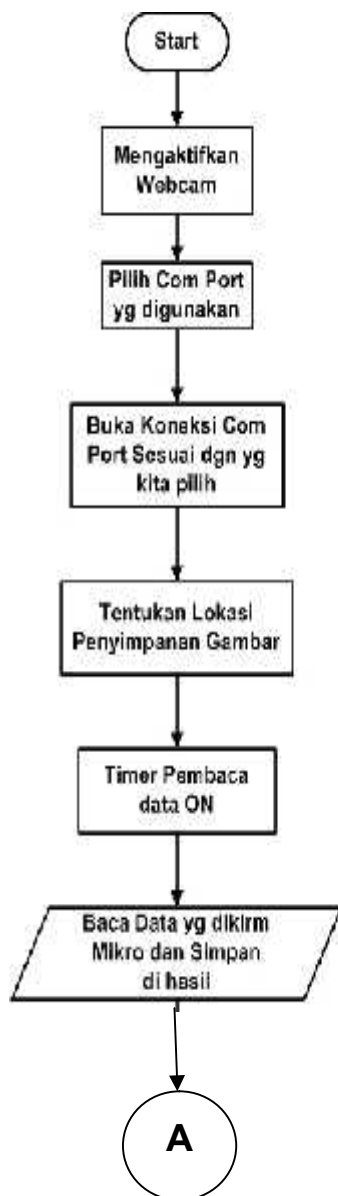 Start
Mengaktifkan
Webcam
Pilih Com Port
yg digunakan
Buka Koneksi Com
Port Sesuai dgn yg
kita pilih
Tentukan Lokasi
Penyimpanan Gambar
Timer Pembaca
data ON
Baca Data yg dikirm
Mikro dan Simpan
di hasil
A